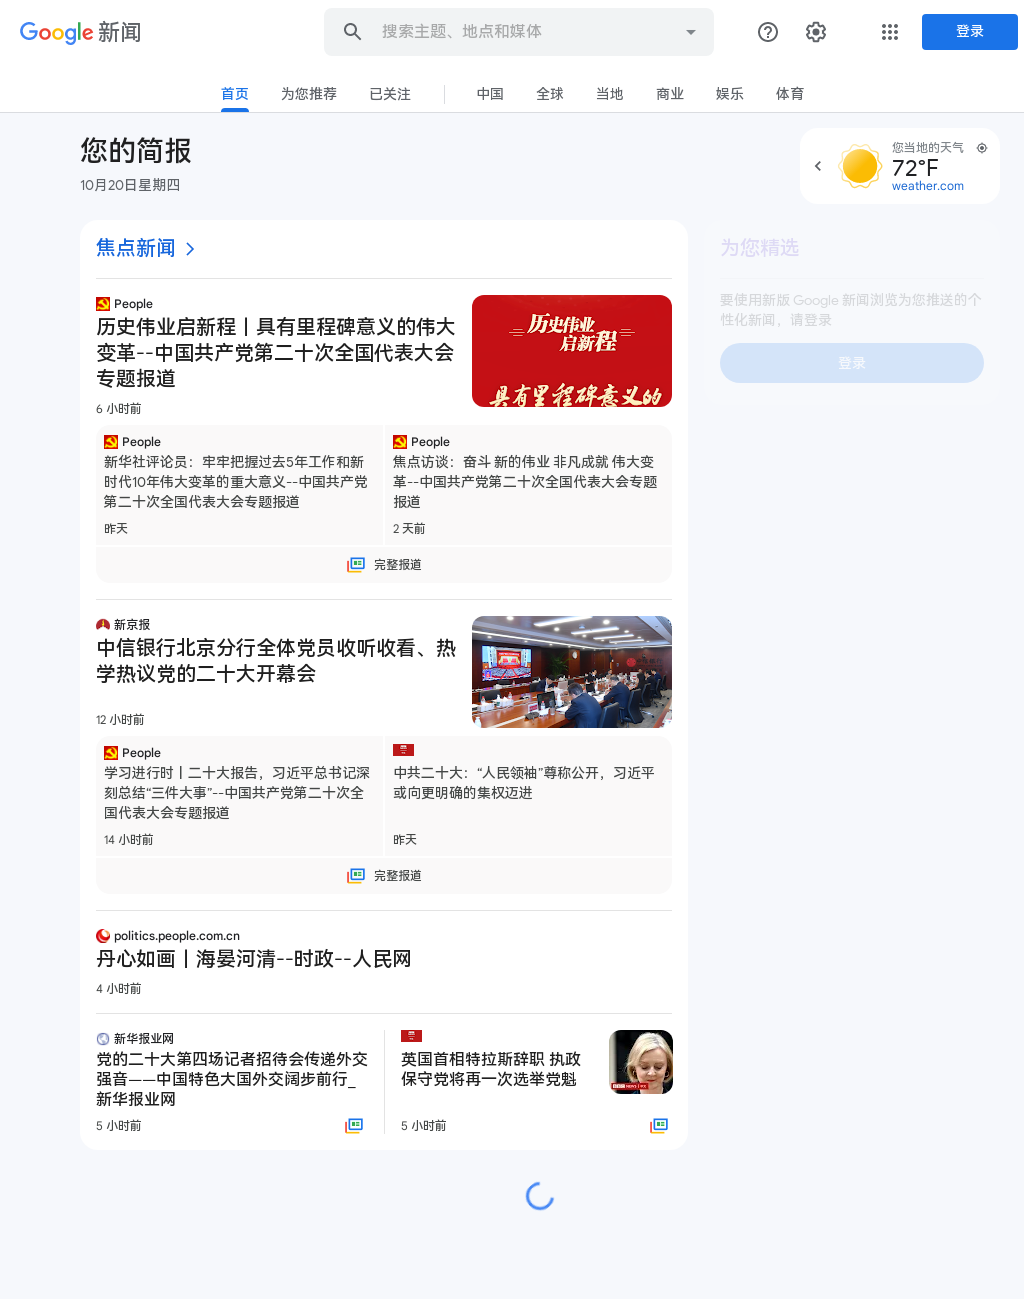 Google 新闻
搜索主题、地点和媒体
登录
首页 为您推荐 已关注 中国 全球 当地 商业 娱乐 体育
您的简报
10月20日星期四
您当地的天气
72°F
weather.com
焦点新闻
People
历史伟业启新程丨具有里程碑意义的伟大
变革--中国共产党第二十次全国代表大会
专题报道
6 小时前
历史伟业
启新程
具有里程碑意义的
People
新华社评论员：牢牢把握过去5年工作和新
时代10年伟大变革的重大意义--中国共产党
第二十次全国代表大会专题报道
昨天
People
焦点访谈：奋斗 新的伟业 非凡成就 伟大变
革--中国共产党第二十次全国代表大会专题
报道
2 天前
完整报道
新京报
中信银行北京分行全体党员收听收看、热
学热议党的二十大开幕会
12 小时前
People
学习进行时丨二十大报告，习近平总书记深
刻总结“三件大事”--中国共产党第二十次全
国代表大会专题报道
14 小时前
中共二十大：“人民领袖”尊称公开，习近平
或向更明确的集权迈进
昨天
完整报道
politics.people.com.cn
丹心如画丨海晏河清--时政--人民网
4 小时前
新华报业网
党的二十大第四场记者招待会传递外交
强音——中国特色大国外交阔步前行_
新华报业网
5 小时前
英国首相特拉斯辞职 执政
保守党将再一次选举党魁
5 小时前
BBC NEWS
为您精选
要使用新版 Google 新闻浏览为您推送的个
性化新闻，请登录
登录